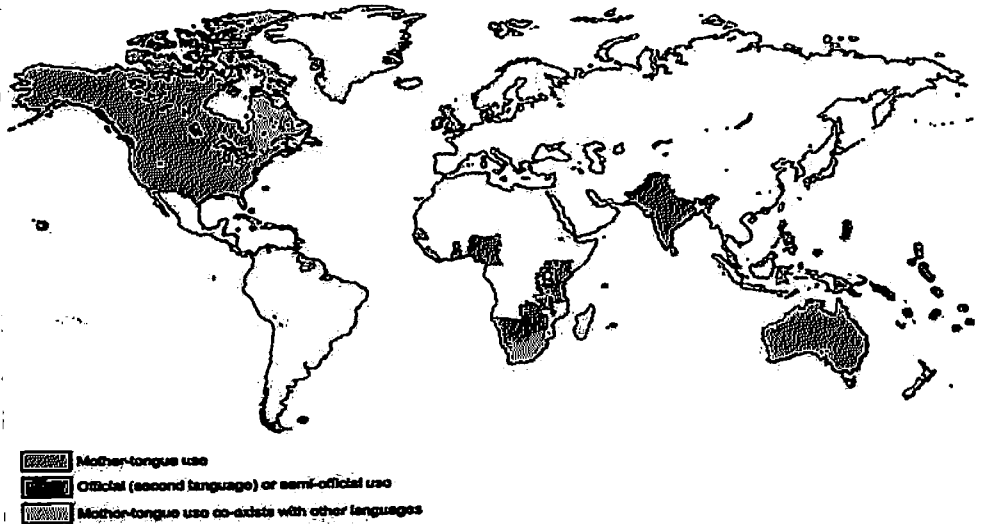 Mother-tongue use
Official (second language) or semi-official use
Mother-tongue use co-exists with other languages